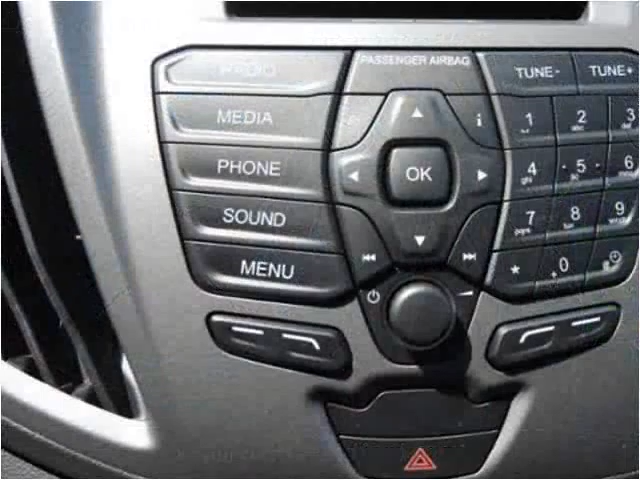 PASSENGER AIRBAG
TUNE- TUNE+
MEDIA
i
1 2 3
abc
PHONE
OK
4 5 6
SOUND
7 8 9
MENU
* 0
+